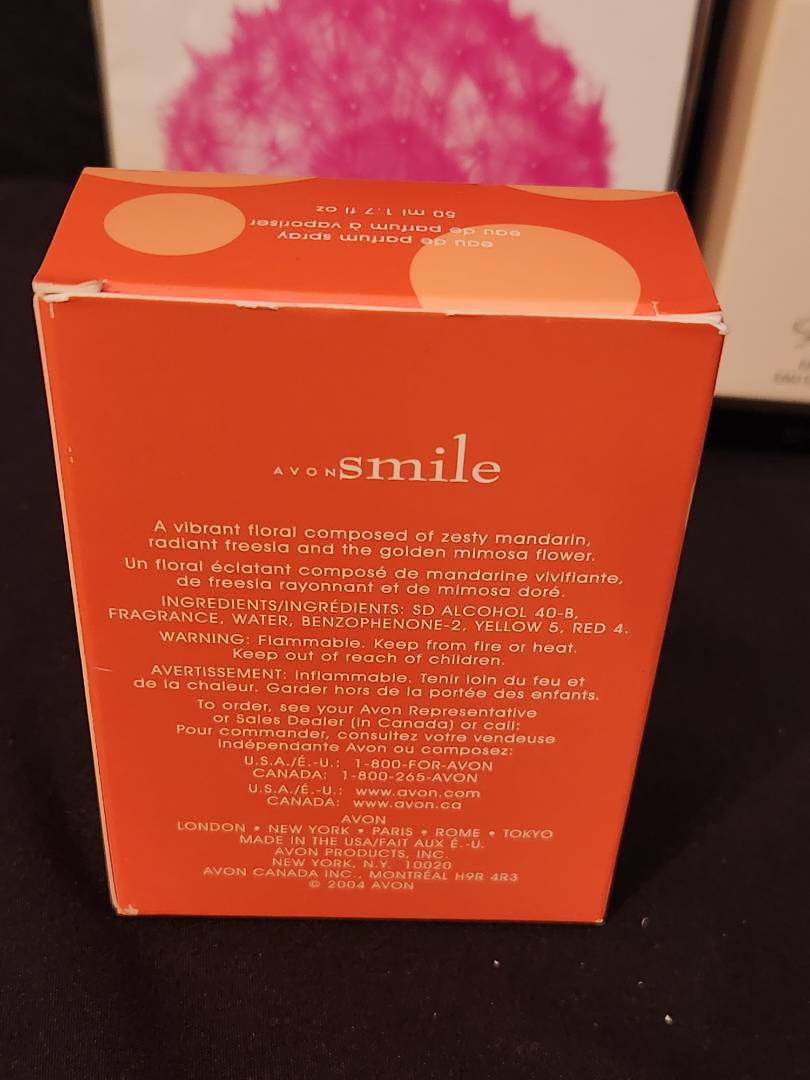 eau de parfum spray
eau de parfum à vaporiser
50 ml 1.7 fl oz
AVON smile
A vibrant floral composed of zesty mandarin,
radiant freesia and the golden mimosa flower.
Un floral éclatant composé de mandarine vivifiante,
de freesia rayonnant et de mimosa doré.
INGREDIENTS/INGRÉDIENTS: SD ALCOHOL 40-B,
FRAGRANCE, WATER, BENZOPHENONE-2, YELLOW 5, RED 4.
WARNING: Flammable. Keep from fire or heat.
Keep out of reach of children.
AVERTISSEMENT: Inflammable. Tenir loin du feu et
de la chaleur. Garder hors de la portée des enfants.
To order, see your Avon Representative
or Sales Dealer (in Canada) or call:
Pour commander, consultez votre vendeuse
indépendante Avon ou composez:
U.S.A./É.-U.: 1-800-FOR-AVON
CANADA: 1-800-265-AVON
U.S.A./É.-U.: www.avon.com
CANADA: www.avon.ca
AVON
LONDON • NEW YORK • PARIS • ROME • TOKYO
MADE IN THE USA/FAIT AUX É.-U.
AVON PRODUCTS, INC.
NEW YORK, N.Y. 10020
AVON CANADA INC., MONTRÉAL H9R 4R3
© 2004 AVON